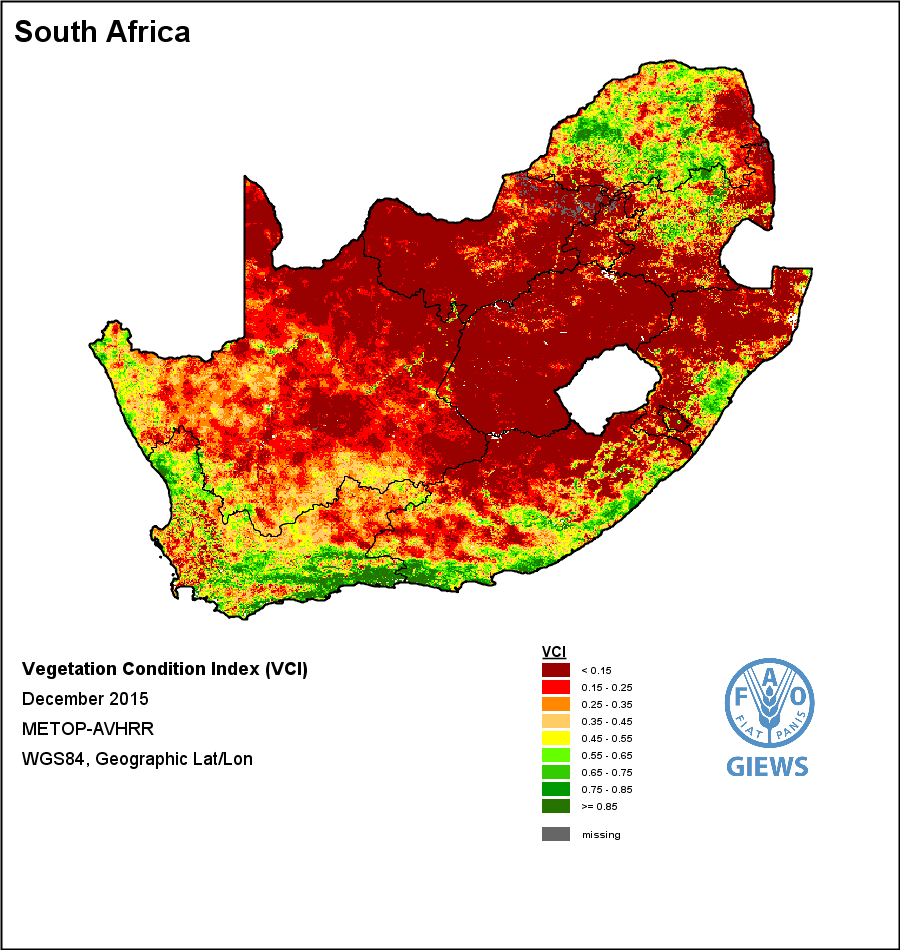 South Africa
Vegetation Condition Index (VCI)
December 2015
METOP-AVHRR
WGS84, Geographic Lat/Lon
VCI
< 0.15
0.15 - 0.25
0.25 - 0.35
0.35 - 0.45
0.45 - 0.55
0.55 - 0.65
0.65 - 0.75
0.75 - 0.85
>= 0.85
missing
F A O
FIAT PANIS
GIEWS